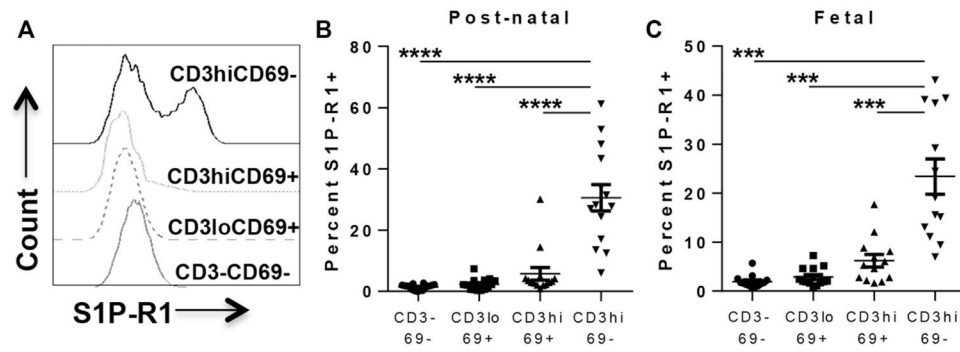 A
Count
CD3hiCD69-
CD3hiCD69+
CD3loCD69+
CD3-CD69-
S1P-R1
B
Post-natal
Percent S1P-R1+
80
60
40
20
0
****
****
****
CD3- CD3lo CD3hi CD3hi
69- 69+ 69+ 69-
C
Fetal
Percent S1P-R1+
50
40
30
20
10
0
***
***
***
CD3- CD3lo CD3hi CD3hi
69- 69+ 69+ 69-